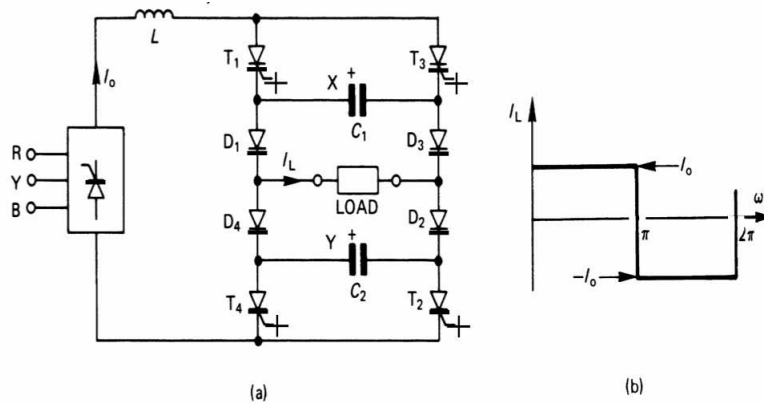 L
T₁
T₃
I₀
X +
C₁
D₁
D₃
R
Y
B
I_L
LOAD
D₄
D₂
Y +
C₂
T₄
T₂
(a)
I_L
I₀
ω
π
2π
−I₀
(b)